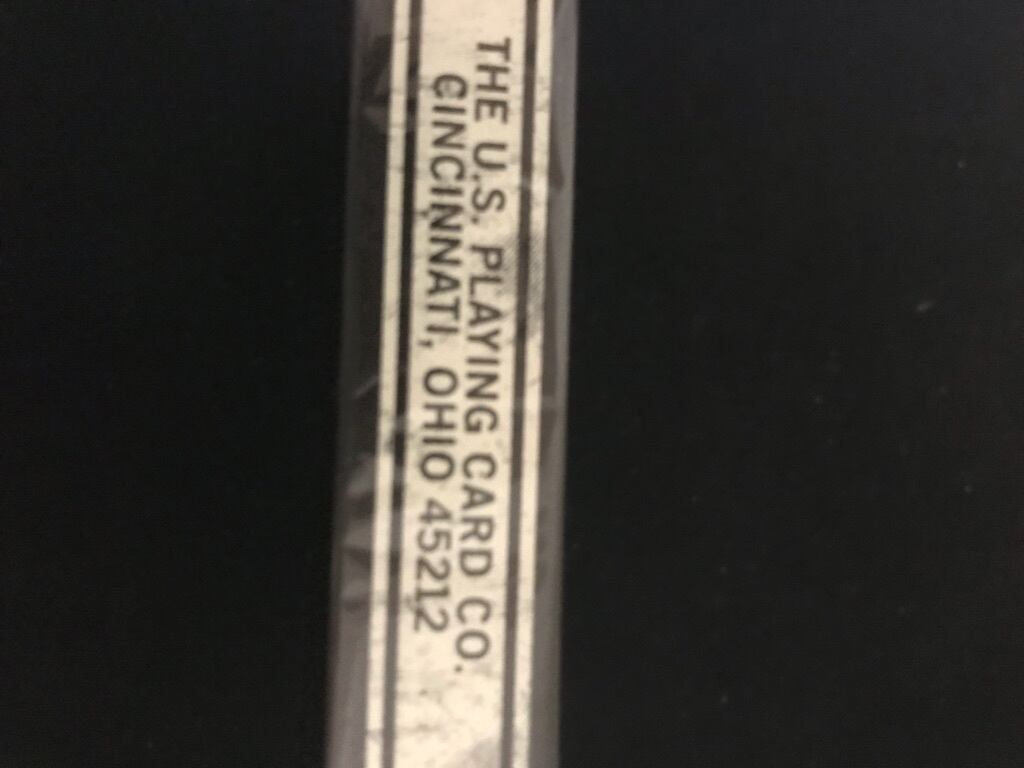 THE U.S. PLAYING CARD CO.
CINCINNATI, OHIO 45212